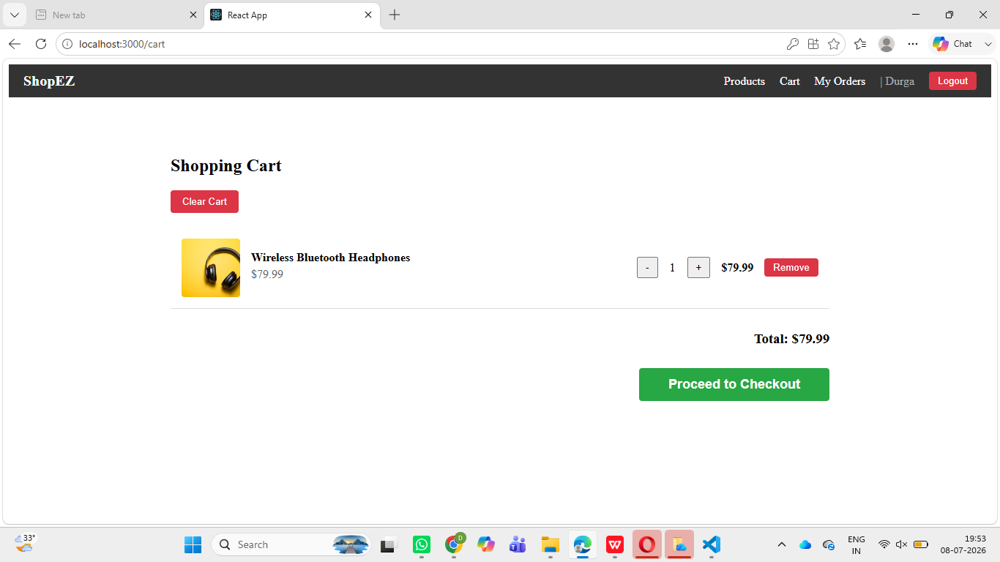 New tab
React App
localhost:3000/cart
Chat
ShopEZ
Products Cart My Orders | Durga Logout
Shopping Cart
Clear Cart
Wireless Bluetooth Headphones
$79.99
- 1 + $79.99 Remove
Total: $79.99
Proceed to Checkout
33°
Search
D
ENG
IN
19:53
08-07-2026